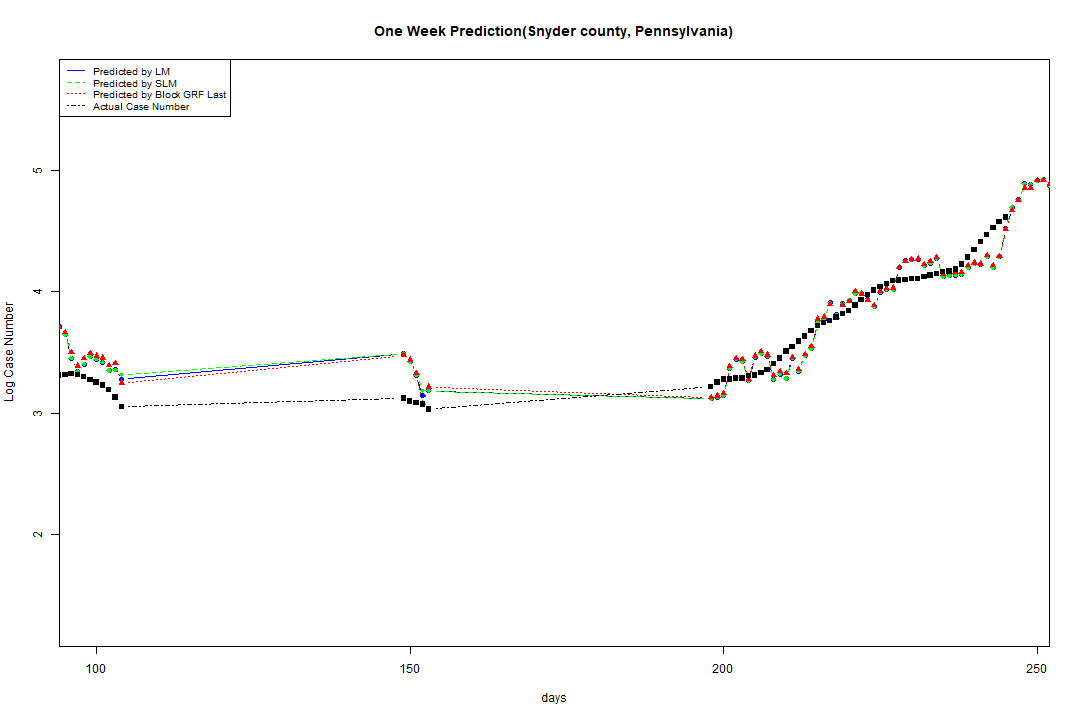 One Week Prediction(Snyder county, Pennsylvania)
Predicted by LM
Predicted by SLM
Predicted by Block GRF Last
Actual Case Number
5
4
3
2
Log Case Number
100
150
200
250
days